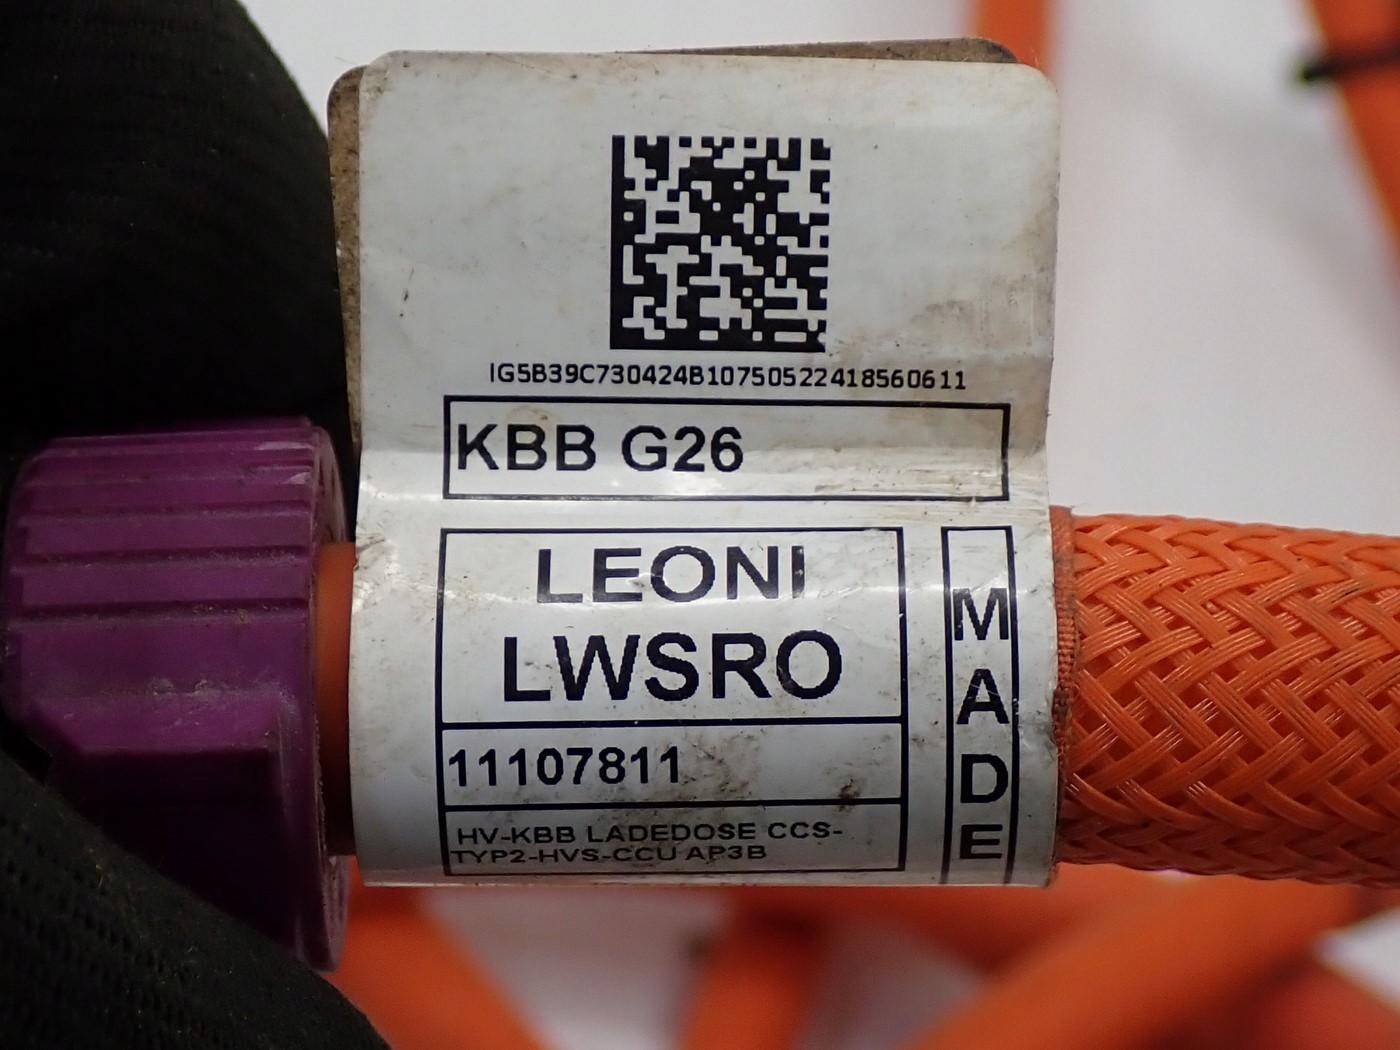 IG5B39C730424B10750522418560611
KBB G26
LEONI
LWSRO
11107811
HV-KBB LADEDOSE CCS-
TYP2-HVS-CCU AP3B
MADE